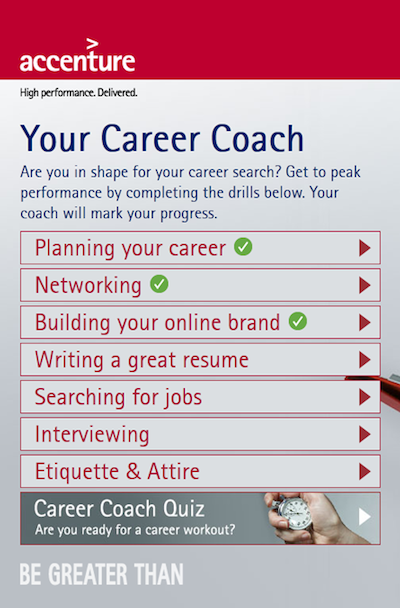 accenture
High performance. Delivered.
Your Career Coach
Are you in shape for your career search? Get to peak
performance by completing the drills below. Your
coach will mark your progress.
Planning your career
Networking
Building your online brand
Writing a great resume
Searching for jobs
Interviewing
Etiquette & Attire
Career Coach Quiz
Are you ready for a career workout?
BE GREATER THAN